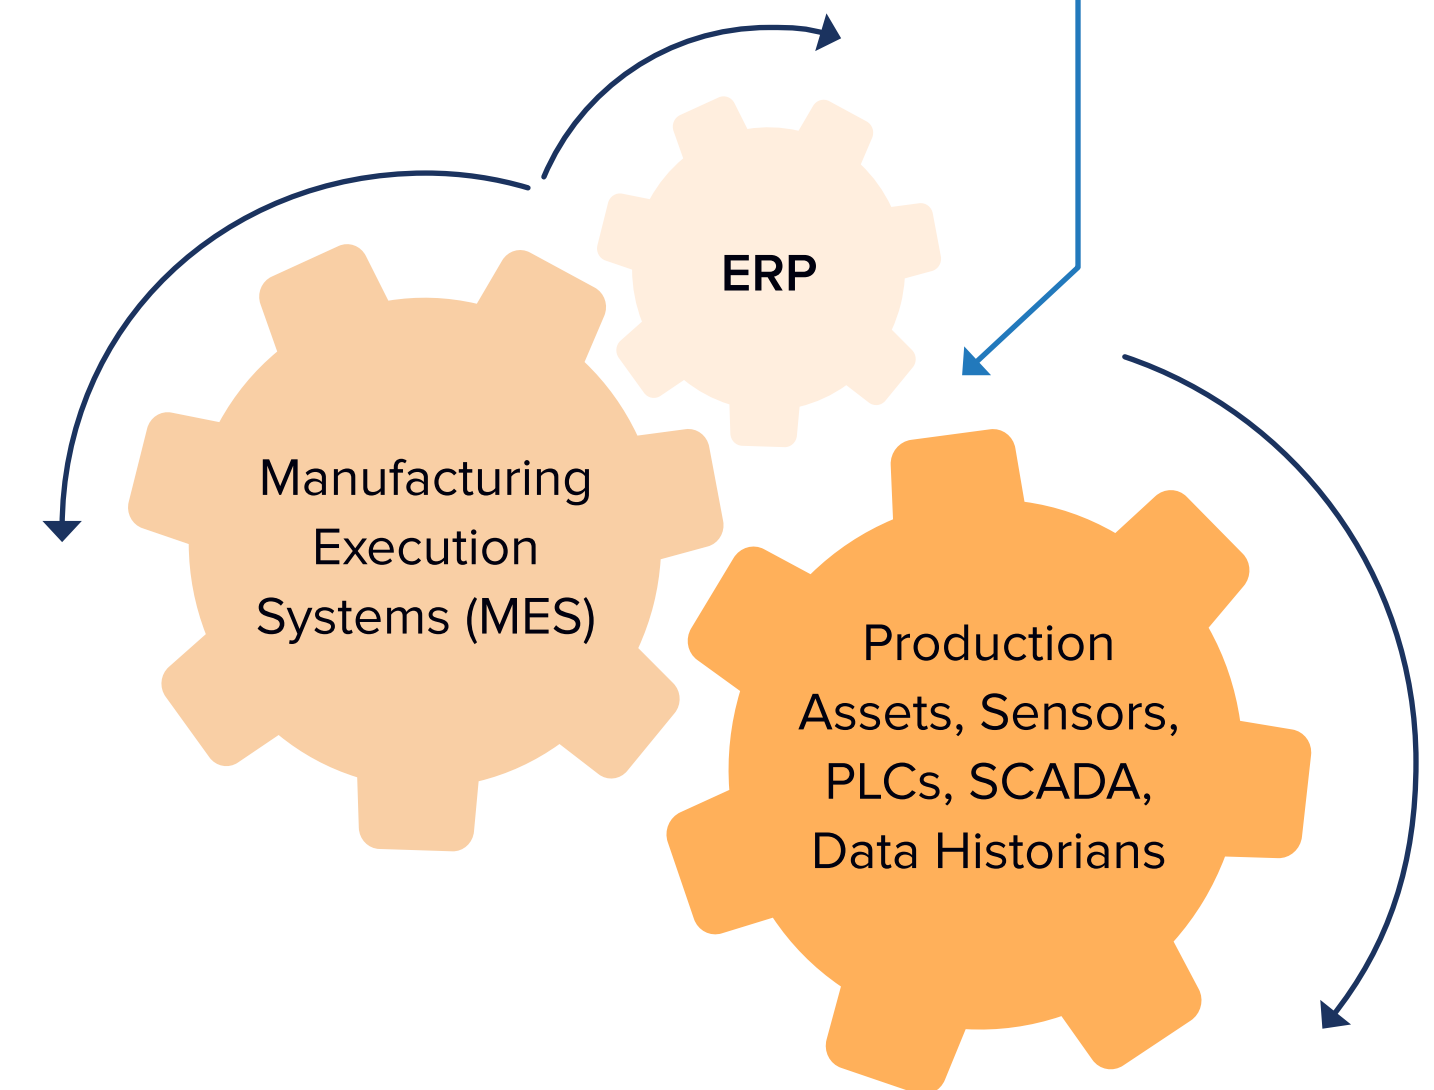 ERP
Manufacturing
Execution
Systems (MES)
Production
Assets, Sensors,
PLCs, SCADA,
Data Historians